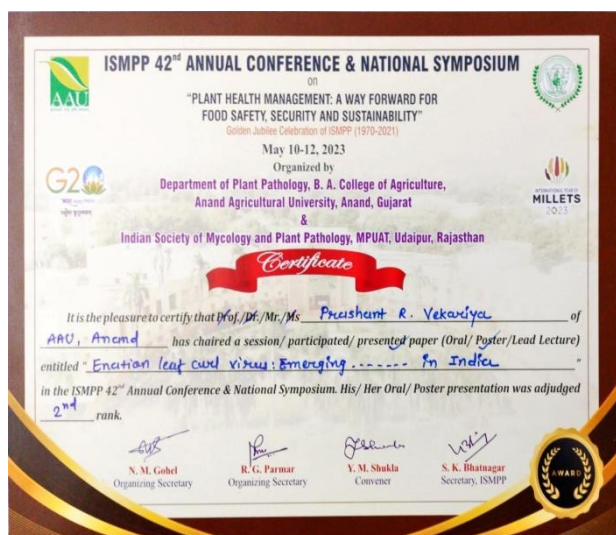 ISMPP 42nd ANNUAL CONFERENCE & NATIONAL SYMPOSIUM
on
"PLANT HEALTH MANAGEMENT: A WAY FORWARD FOR
FOOD SAFETY, SECURITY AND SUSTAINABILITY"
Golden Jubilee Celebration of ISMPP (1970-2021)
May 10-12, 2023
Organized by
Department of Plant Pathology, B. A. College of Agriculture,
Anand Agricultural University, Anand, Gujarat
&
Indian Society of Mycology and Plant Pathology, MPUAT, Udaipur, Rajasthan
AAU
G20
INTERNATIONAL YEAR OF
MILLETS
2023
Certificate
It is the pleasure to certify that Prof./Dr./Mr./Ms Prashant R. Vekariya of
AAU, Anand has chaired a session/ participated/ presented paper (Oral/ Poster/Lead Lecture)
entitled "Enation leaf curl virus: Emerging ....... in India"
in the ISMPP 42nd Annual Conference & National Symposium. His/ Her Oral/ Poster presentation was adjudged
2nd rank.
N. M. Gohel
Organizing Secretary
R. G. Parmar
Organizing Secretary
Y. M. Shukla
Convener
S. K. Bhatnagar
Secretary, ISMPP
AWARD